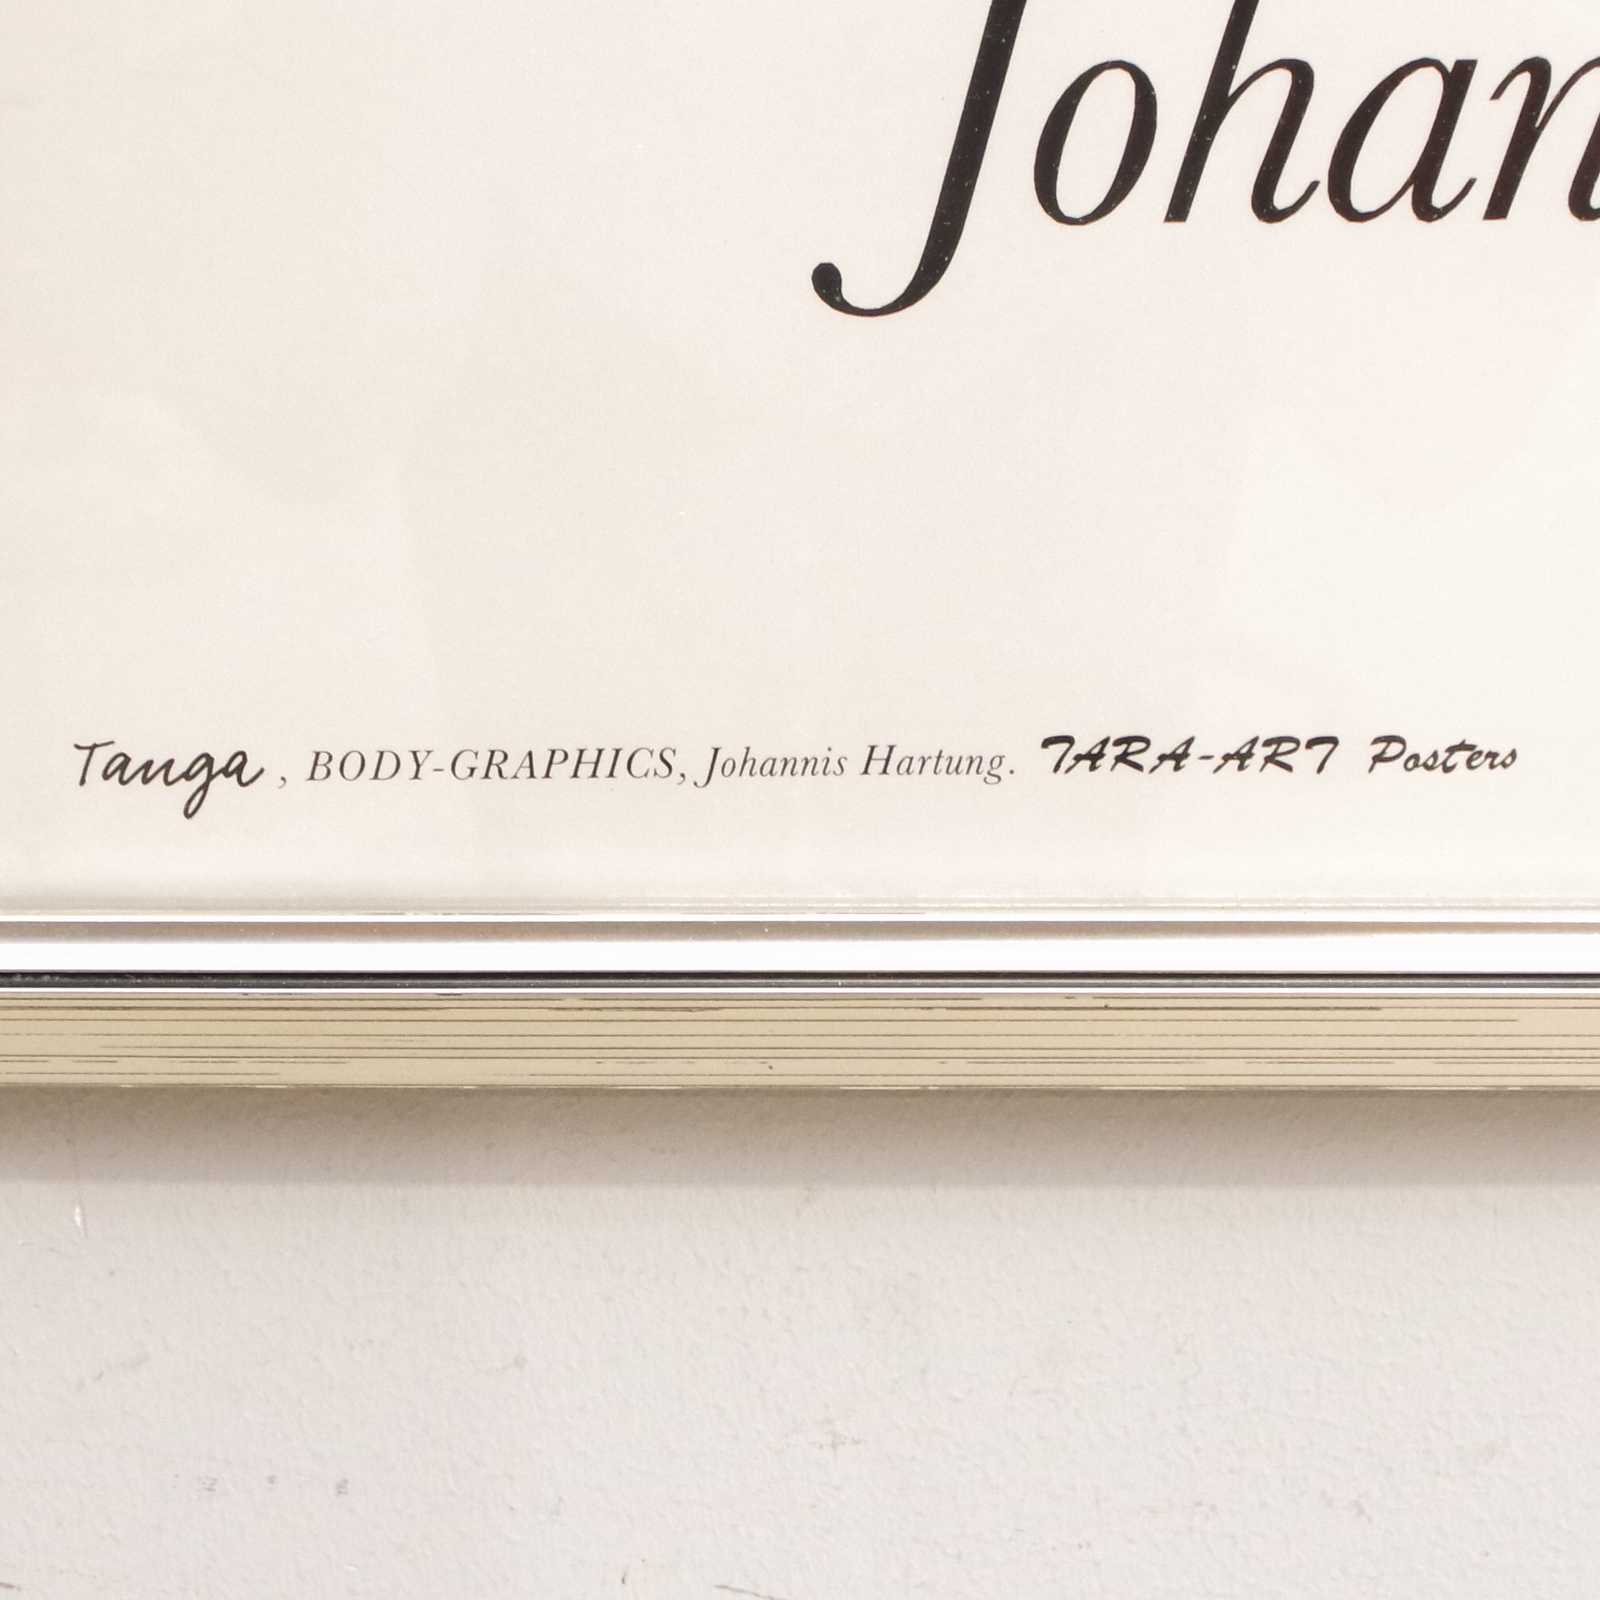 Johan
Tanga, BODY-GRAPHICS, Johannis Hartung. TARA-ART Posters